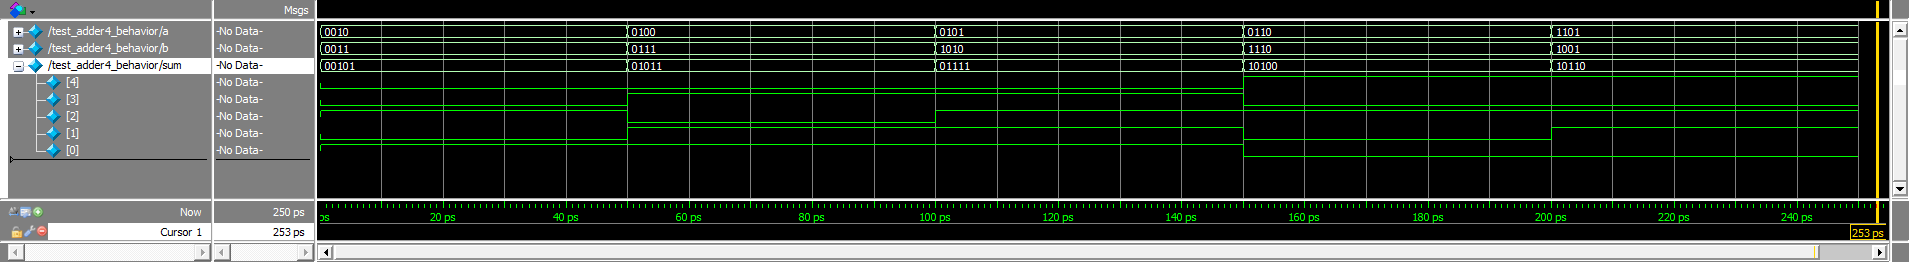 Msgs
/test_adder4_behavior/a -No Data- 0010 0100 0101 0110 1101
/test_adder4_behavior/b -No Data- 0011 0111 1010 1110 1001
/test_adder4_behavior/sum -No Data- 00101 01011 01111 10100 10110
[4] -No Data-
[3] -No Data-
[2] -No Data-
[1] -No Data-
[0] -No Data-
Now 250 ps ps 20 ps 40 ps 60 ps 80 ps 100 ps 120 ps 140 ps 160 ps 180 ps 200 ps 220 ps 240 ps
Cursor 1 253 ps 253 ps